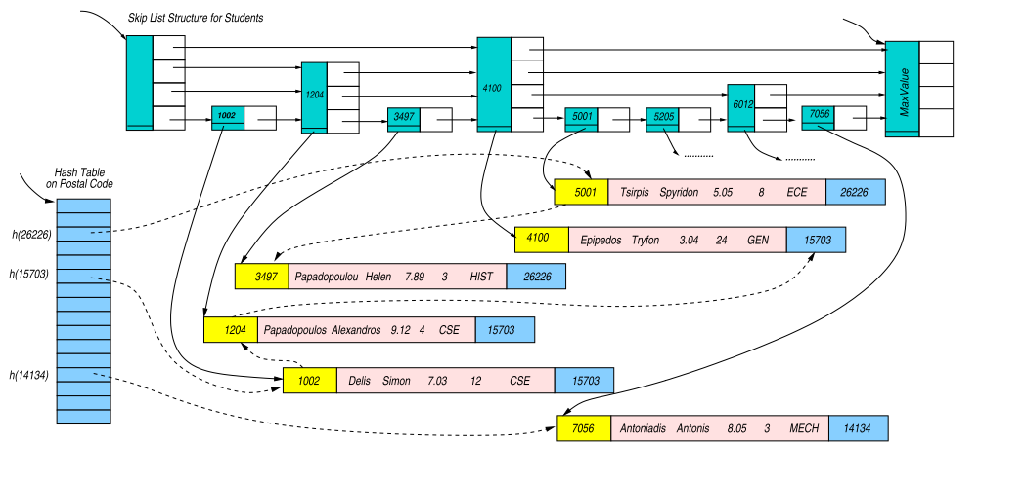 Skip List Structure for Students
1002
1204
3497
4100
5001
5205
6012
7056
MaxValue
Hash Table
on Postal Code
h(26226)
h(15703)
h(14134)
5001 Tsirpis Spyridon 5.05 8 ECE 26226
4100 Epipsdos Tryfon 3.04 24 GEN 15703
3497 Papadopoulou Helen 7.89 3 HIST 26226
1204 Papadopoulos Alexandros 9.12 4 CSE 15703
1002 Delis Simon 7.03 12 CSE 15703
7056 Antoniadis Antonis 8.05 3 MECH 14134